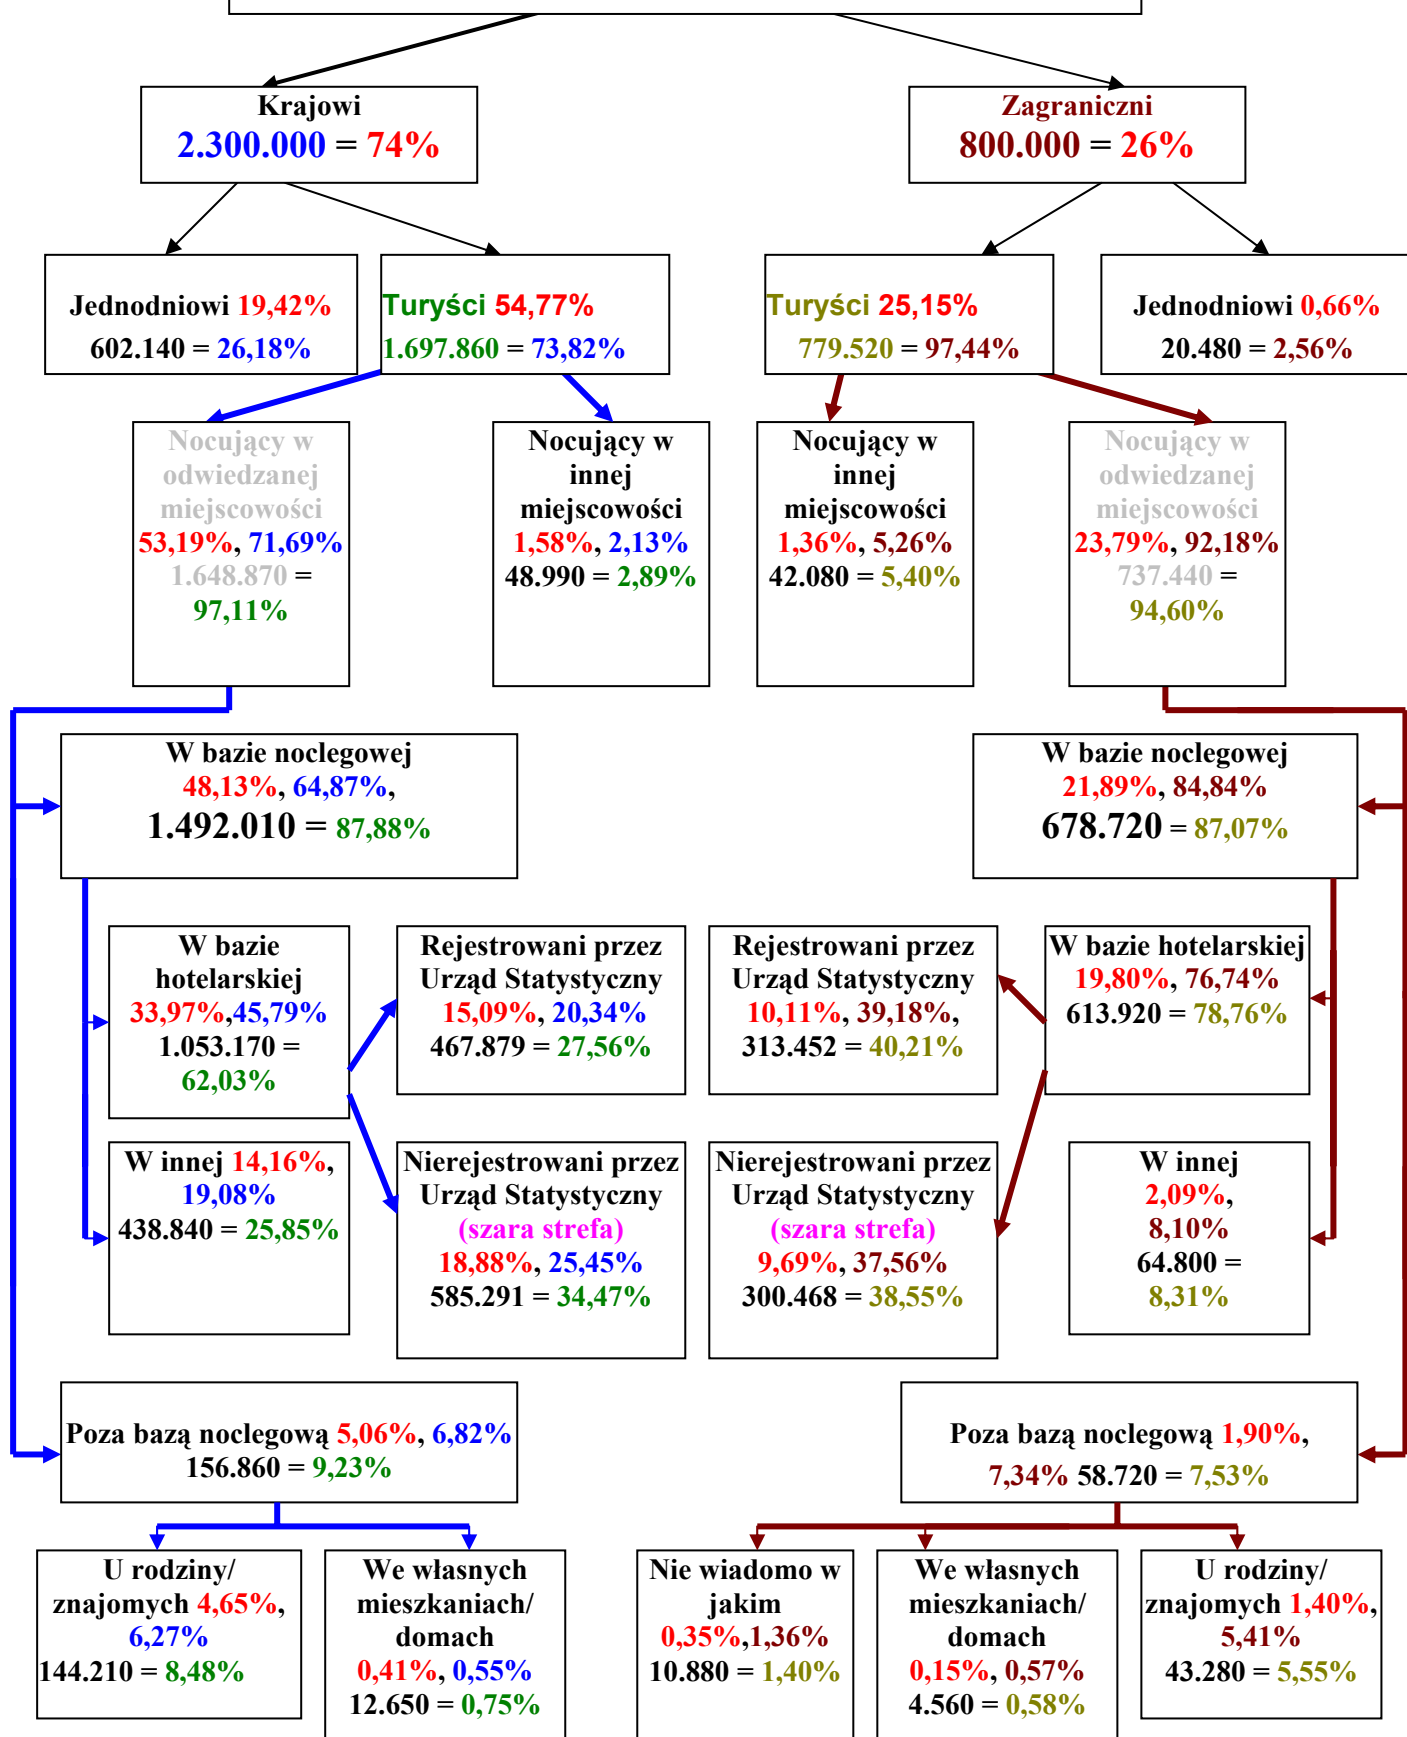 Krajowi
2.300.000 = 74%
Zagraniczni
800.000 = 26%
Jednodniowi 19,42%
602.140 = 26,18%
Turyści 54,77%
1.697.860 = 73,82%
Turyści 25,15%
779.520 = 97,44%
Jednodniowi 0,66%
20.480 = 2,56%
Nocujący w
odwiedzanej
miejscowości
53,19%, 71,69%
1.648.870 =
97,11%
Nocujący w
innej
miejscowości
1,58%, 2,13%
48.990 = 2,89%
Nocujący w
innej
miejscowości
1,36%, 5,26%
42.080 = 5,40%
Nocujący w
odwiedzanej
miejscowości
23,79%, 92,18%
737.440 =
94,60%
W bazie noclegowej
48,13%, 64,87%,
1.492.010 = 87,88%
W bazie noclegowej
21,89%, 84,84%
678.720 = 87,07%
W bazie
hotelarskiej
33,97%,45,79%
1.053.170 =
62,03%
Rejestrowani przez
Urząd Statystyczny
15,09%, 20,34%
467.879 = 27,56%
Rejestrowani przez
Urząd Statystyczny
10,11%, 39,18%,
313.452 = 40,21%
W bazie hotelarskiej
19,80%, 76,74%
613.920 = 78,76%
W innej 14,16%,
19,08%
438.840 = 25,85%
Nierejestrowani przez
Urząd Statystyczny
(szara strefa)
18,88%, 25,45%
585.291 = 34,47%
Nierejestrowani przez
Urząd Statystyczny
(szara strefa)
9,69%, 37,56%
300.468 = 38,55%
W innej
2,09%,
8,10%
64.800 =
8,31%
Poza bazą noclegową 5,06%, 6,82%
156.860 = 9,23%
Poza bazą noclegową 1,90%,
7,34% 58.720 = 7,53%
U rodziny/
znajomych 4,65%,
6,27%
144.210 = 8,48%
We własnych
mieszkaniach/
domach
0,41%, 0,55%
12.650 = 0,75%
Nie wiadomo w
jakim
0,35%,1,36%
10.880 = 1,40%
We własnych
mieszkaniach/
domach
0,15%, 0,57%
4.560 = 0,58%
U rodziny/
znajomych 1,40%,
5,41%
43.280 = 5,55%